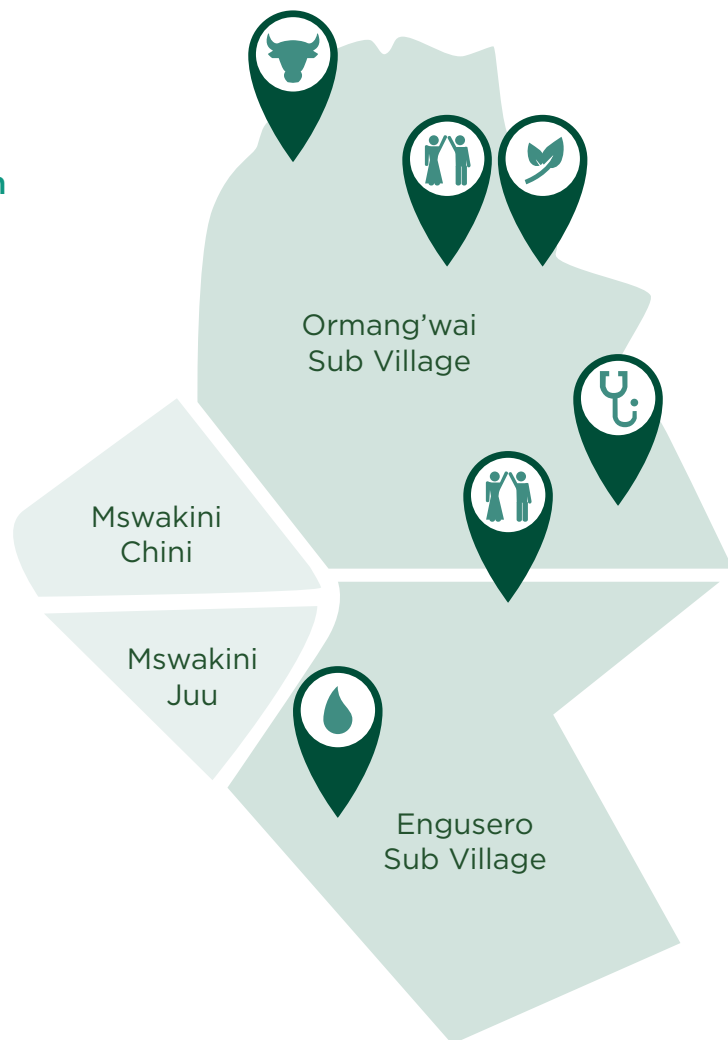 Ormang’wai
Sub Village
Mswakini
Chini
Mswakini
Juu
Engusero
Sub Village